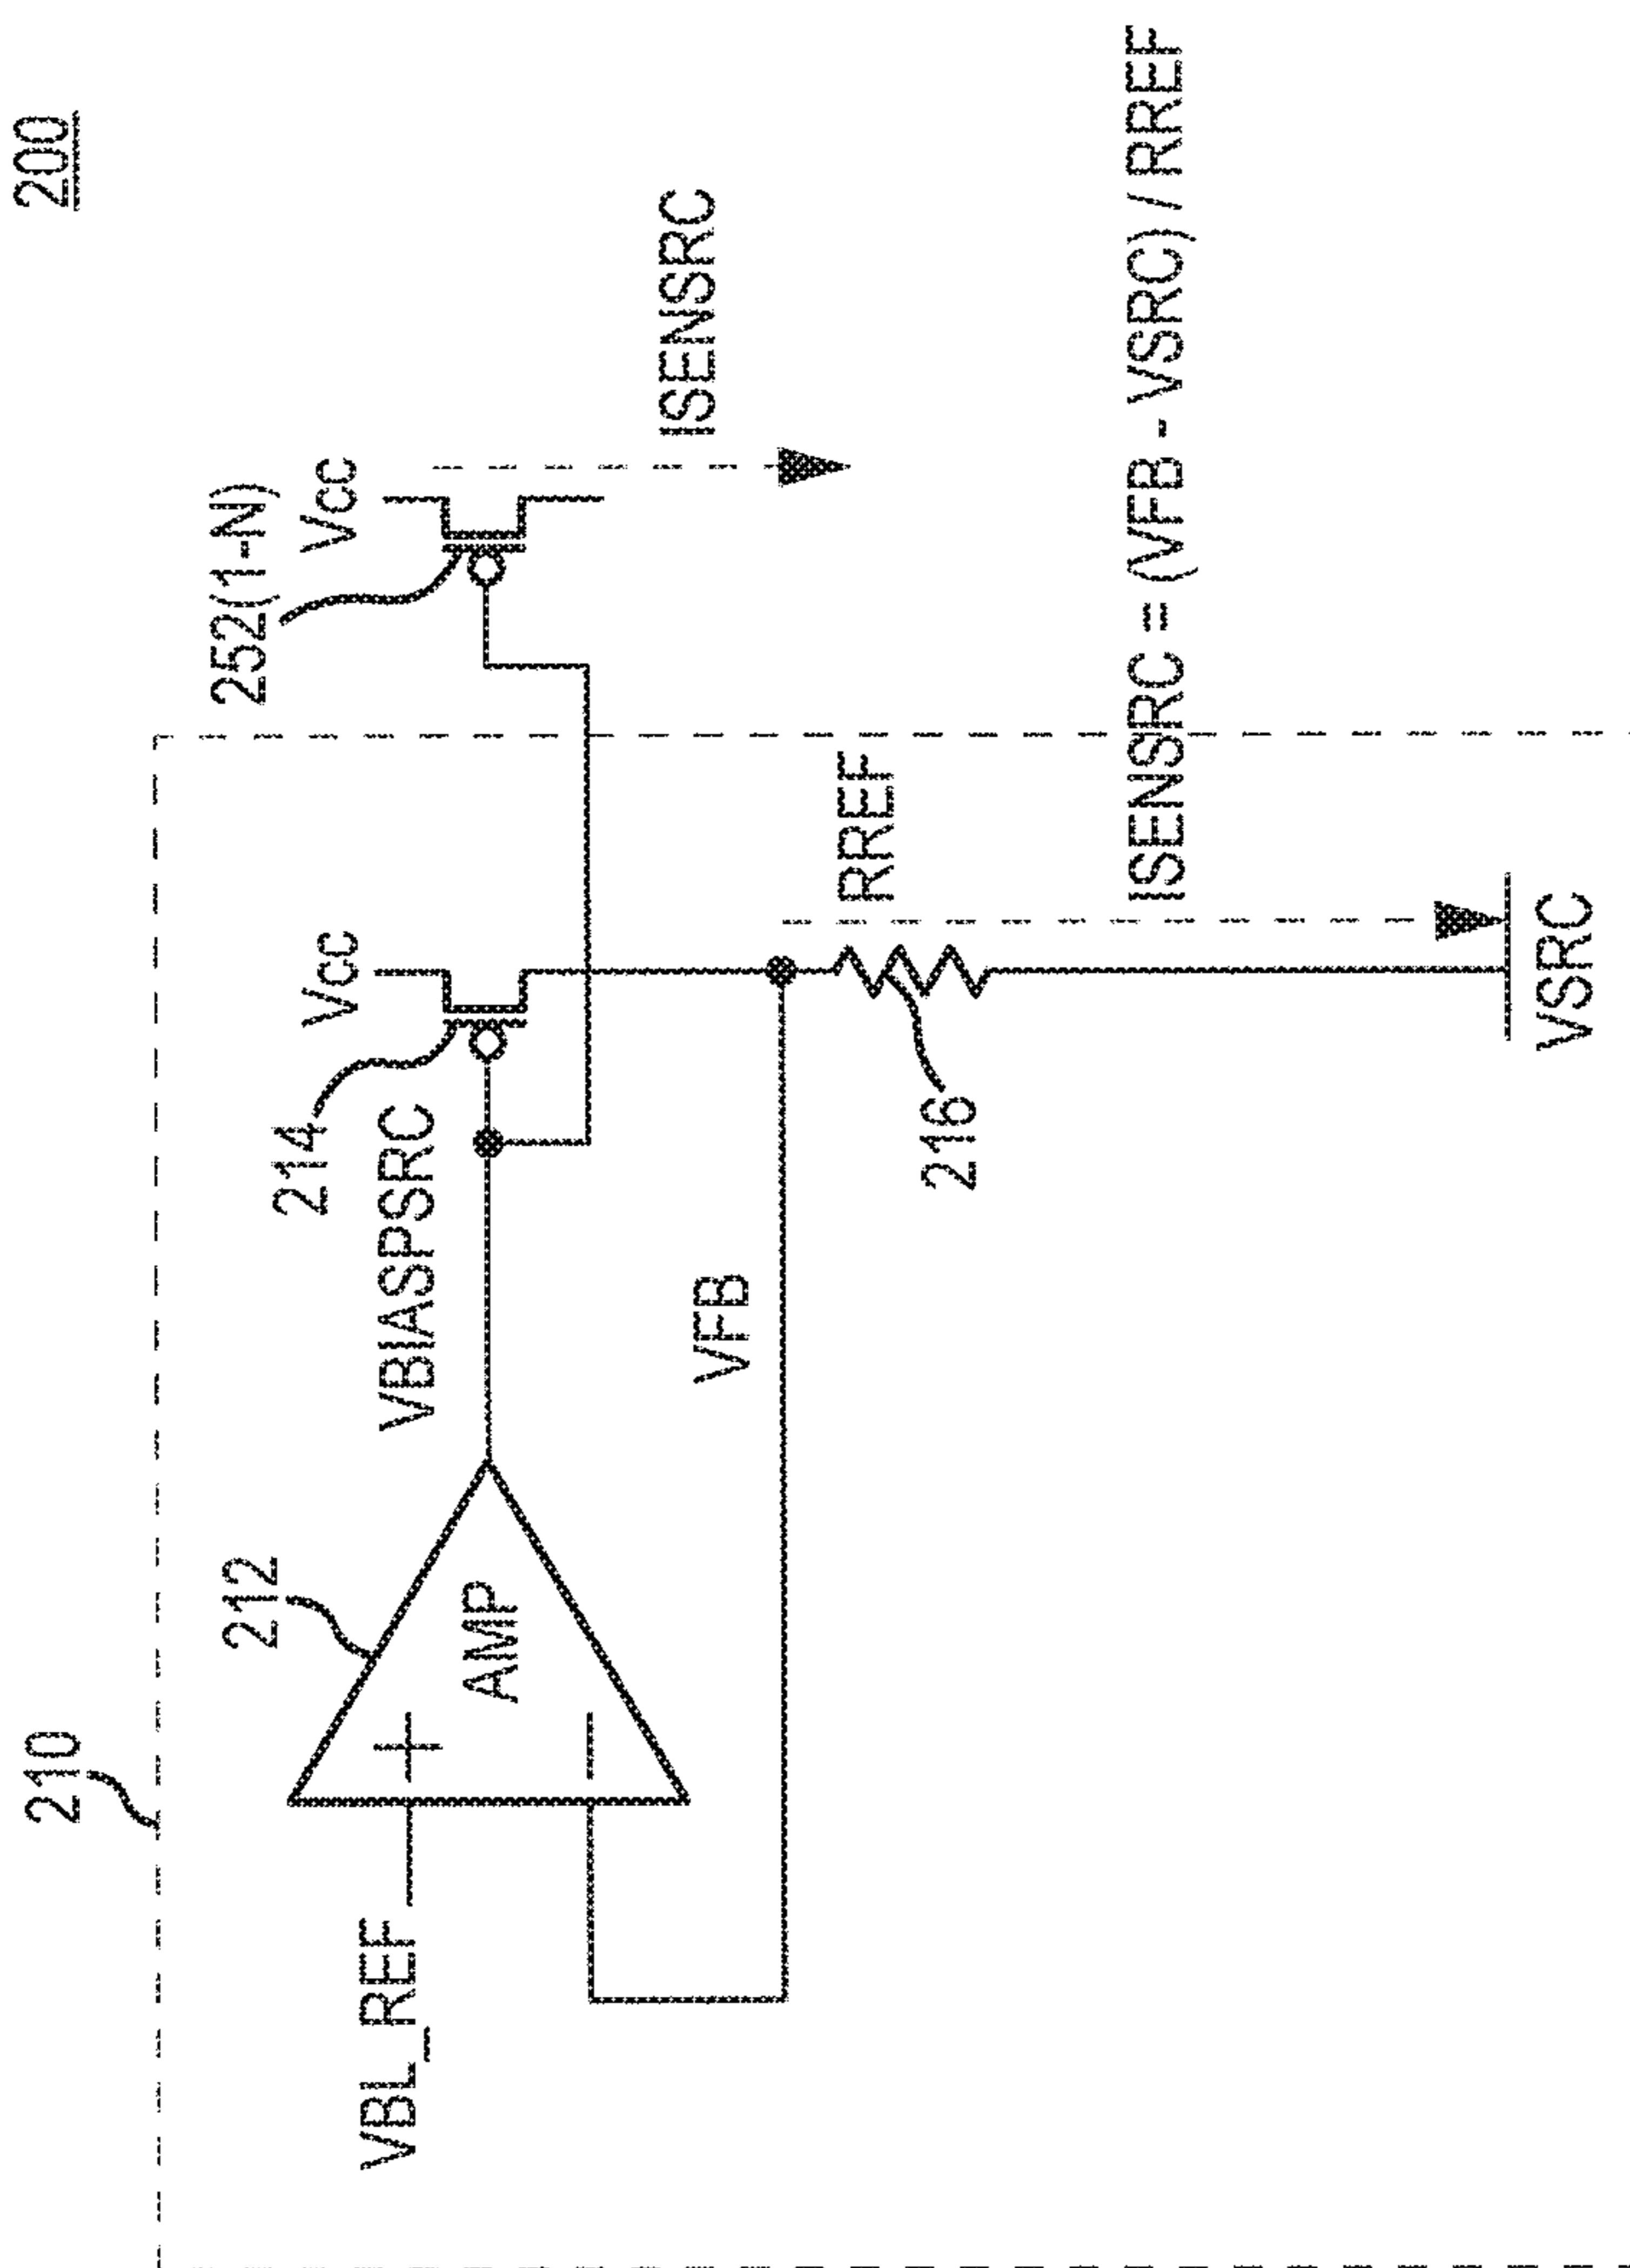 200
210
212
VBL_REF
+
AMP
-
VBIASPSRC
214
Vcc
252(1-N)
Vcc
ISENSRC
VFB
216
RREF
ISENSRC = (VFB - VSRC) / RREF
VSRC